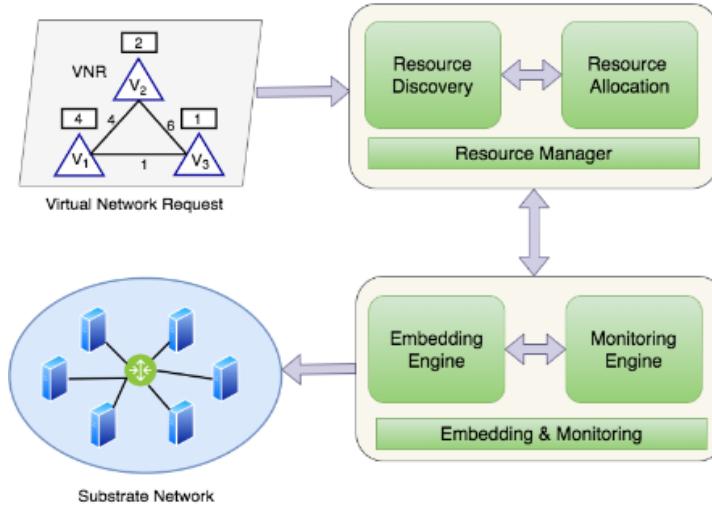 2
VNR
V2
4
4
6
1
V1
1
V3
Virtual Network Request
Resource
Discovery
Resource
Allocation
Resource Manager
Embedding
Engine
Monitoring
Engine
Embedding & Monitoring
Substrate Network